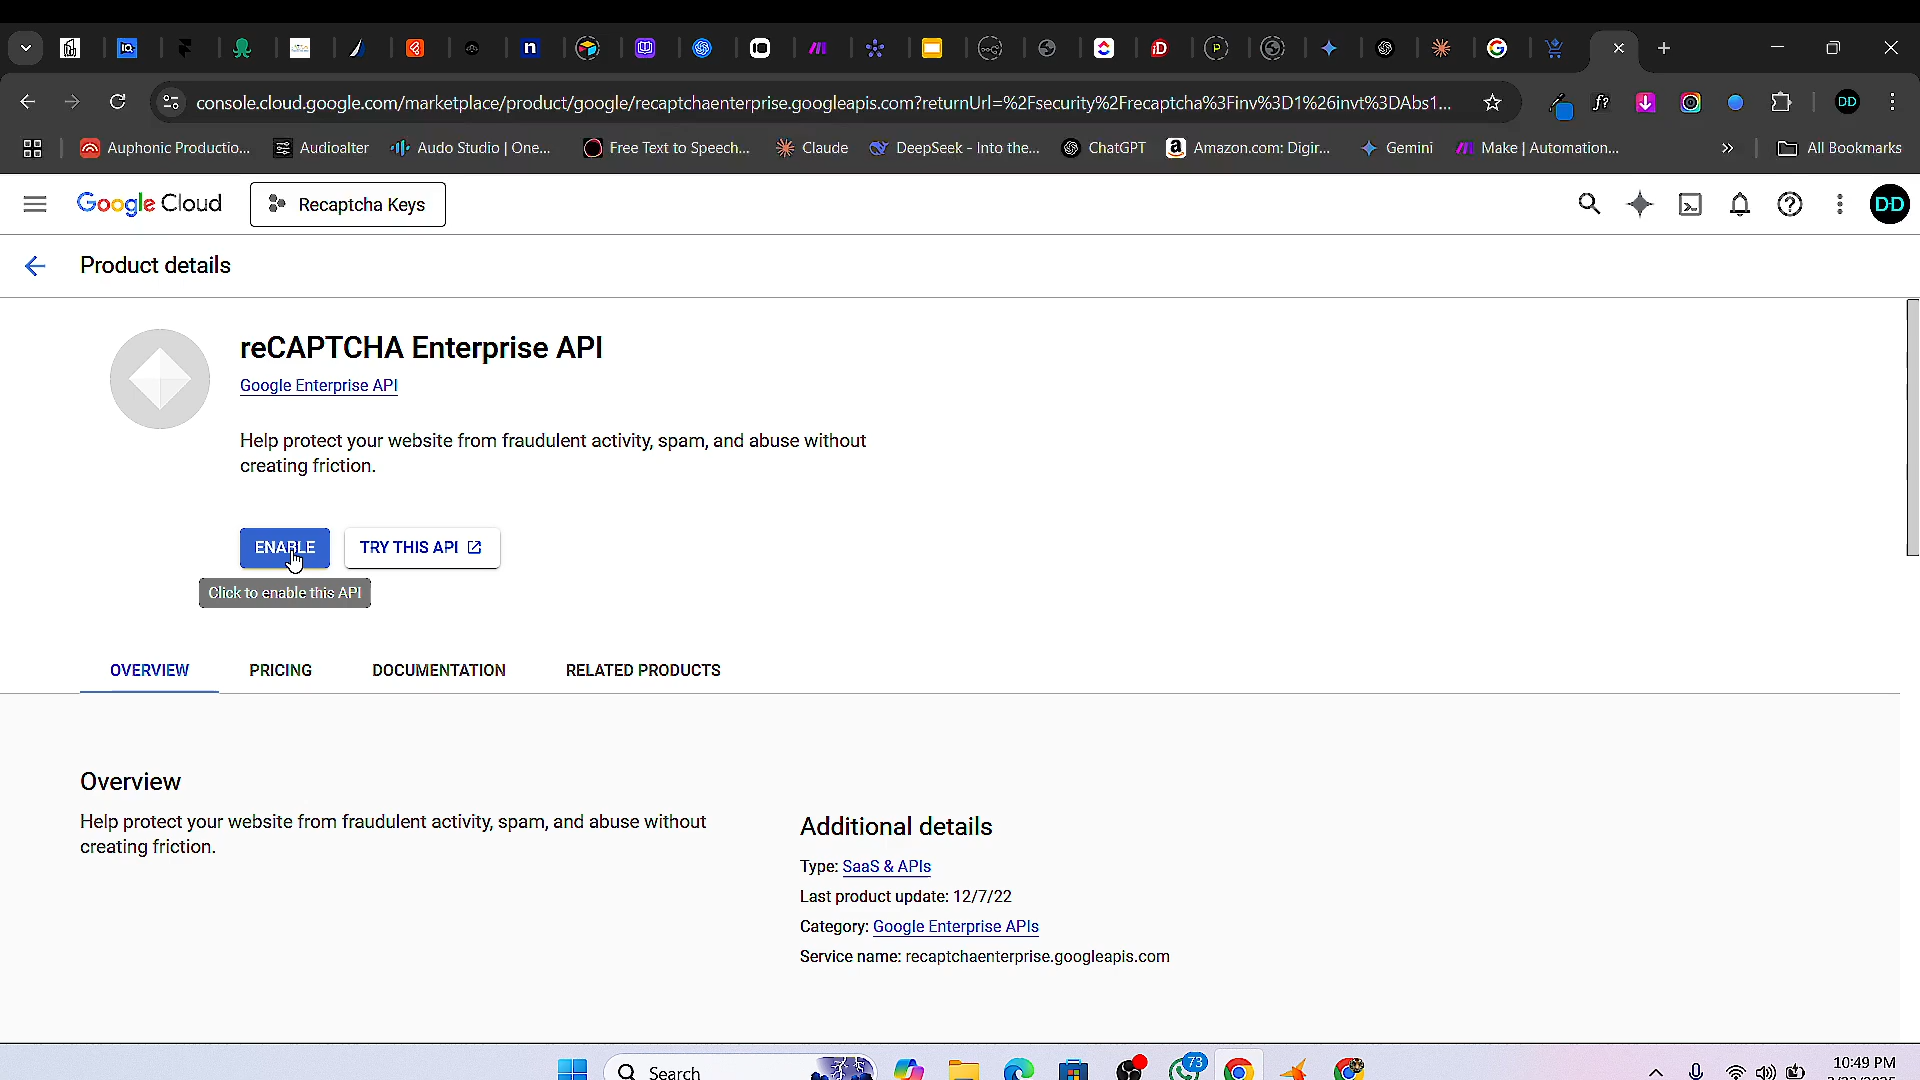 console.cloud.google.com/marketplace/product/google/recaptchaenterprise.googleapis.com?returnUrl=%2Fsecurity%2Frecaptcha%3Finv%3D1%26invt%3DAbs1...
DD
Auphonic Productio...
Audioalter
Audo Studio | One...
Free Text to Speech...
Claude
DeepSeek - Into the...
ChatGPT
Amazon.com: Digir...
Gemini
Make | Automation...
All Bookmarks
Google Cloud
Recaptcha Keys
DD
Product details
reCAPTCHA Enterprise API
Google Enterprise API
Help protect your website from fraudulent activity, spam, and abuse without
creating friction.
ENABLE
TRY THIS API
Click to enable this API
OVERVIEW
PRICING
DOCUMENTATION
RELATED PRODUCTS
Overview
Help protect your website from fraudulent activity, spam, and abuse without
creating friction.
Additional details
Type: SaaS & APIs
Last product update: 12/7/22
Category: Google Enterprise APIs
Service name: recaptchaenterprise.googleapis.com
Search
73
10:49 PM